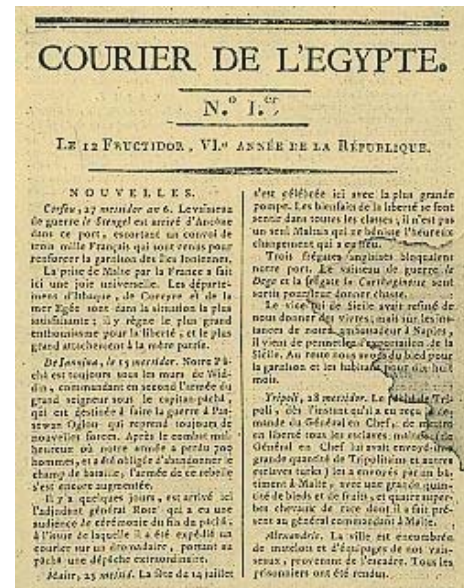 COURIER DE L'EGYPTE.
N.º I.er
LE 12 FRUCTIDOR, VI.e ANNÉE DE LA RÉPUBLIQUE.
NOUVELLES.
Corfou, 27 messidor an 6. Le vaisseau
de guerre le Stengel est arrivé d'Ancône
dans ce port, escortant un convoi de
trois mille Français qui sont venus pour
renforcer la garnison des îles Ioniennes.
La prise de Malte par la France a fait
ici une joie universelle. Les départe-
mens d'Ithaque, de Corcyre et de la
mer Egée sont dans la situation la plus
satisfaisante ; il y règne le plus grand
enthousiasme pour la liberté, et le plus
grand attachement à la mère patrie.
De Jannina, le 15 messidor. Notre Pâ-
cha est toujours sous les murs de Wid-
din, commandant en second l'armée du
grand seigneur sous le capitan-pâcha,
qui est destinée à faire la guerre à Pas-
sewan Oglou qui reprend toujours de
nouvelles forces. Après le combat mal-
heureux où notre armée a perdu
hommes, et a été obligée d'abandonner le
champ de bataille, l'armée de ce rebelle
s'est encore augmentée.
Il y a quelques jours, est arrivé ici
l'adjudant général Rose qui a eu une
audience de cérémonie du fils du pâcha,
à l'issue de laquelle il a été expédié un
courier sur un dromadaire, portant au
pâcha une dépêche extraordinaire.
Malte, 25 messid. La fête du 14 juillet
s'est célébrée ici avec la plus grande
pompe. Les bienfaits de la liberté se font
sentir dans toutes les classes ; il n'est pas
un seul Maltais qui ne bénisse l'heureux
changement qui a eu lieu.
Trois frégates anglaises bloquaient
notre port. Le vaisseau de guerre le
Dego et la frégate la Carthaginoise sont
sortis pour leur donner chasse.
Le vice-roi de Sicile avait refusé de
nous donner des vivres, mais sur les ins-
tances de notre ambassadeur à Naples,
il vient de permettre l'exportation de la
Sicile. Au reste nous avons du bled pour
la garnison et les habitans pour dix-huit
mois.
Tripoli, 28 messidor. Le pâcha de Tri-
poli, dès l'instant qu'il a eu reçu la de-
mande du Général en Chef, de mettre
en liberté tous les esclaves maltais (le
Général en Chef lui avait envoyé une
grande quantité de Tripolitains et autres
esclaves turks) les a envoyés par un bâ-
timent à Malte, avec une grande quan-
tité de bleds et de fruits, et quatre super-
bes chevaux de race dont il a fait pré-
sent au général commandant à Malte.
Alexandrie. La ville est encombrée
de matelots et d'équipages de nos vais-
seaux, provenant de l'escadre. Tous les
prisonniers ont été rendus.